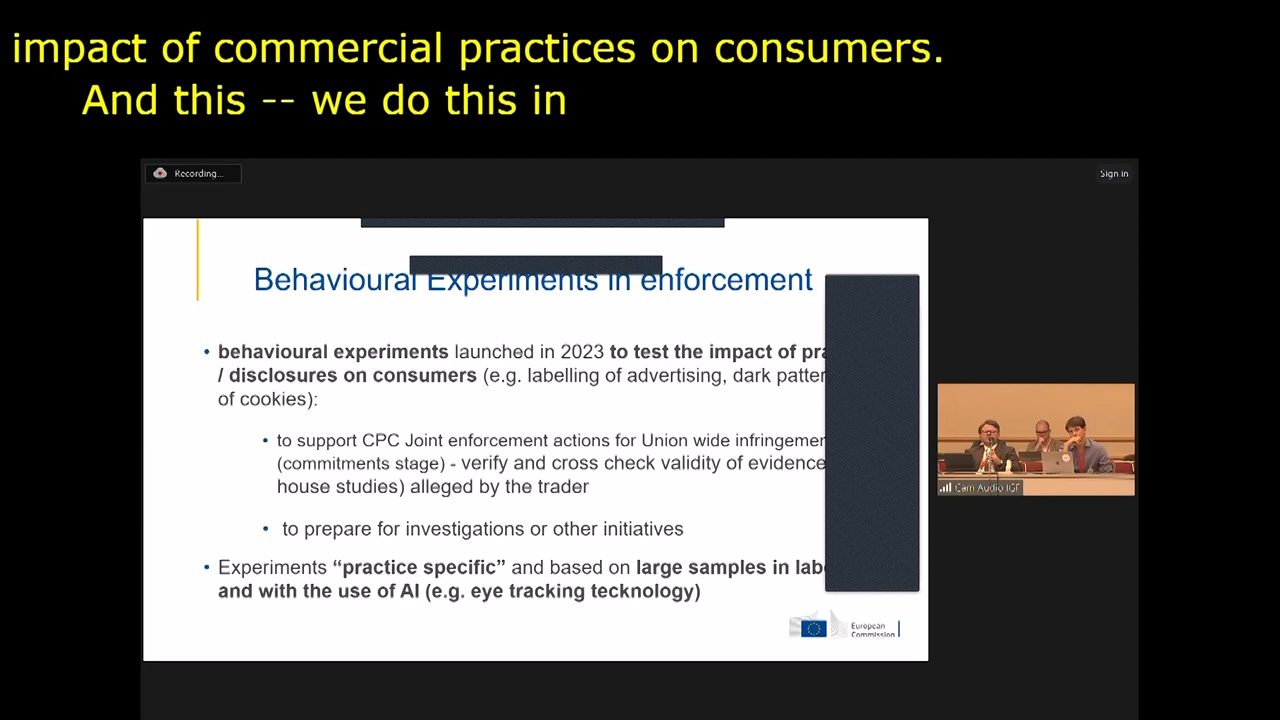 impact of commercial practices on consumers.
And this -- we do this in
Recording...
Sign in
Behavioural Experiments in enforcement
• behavioural experiments launched in 2023 to test the impact of
/ disclosures on consumers (e.g. labelling of advertising, dark
of cookies):
• to support CPC Joint enforcement actions for Union wide
(commitments stage) - verify and cross check validity of evidence
house studies) alleged by the trader
• to prepare for investigations or other initiatives
• Experiments “practice specific” and based on large samples in
and with the use of AI (e.g. eye tracking tecknology)
European
Commission
Cam Audio IGF